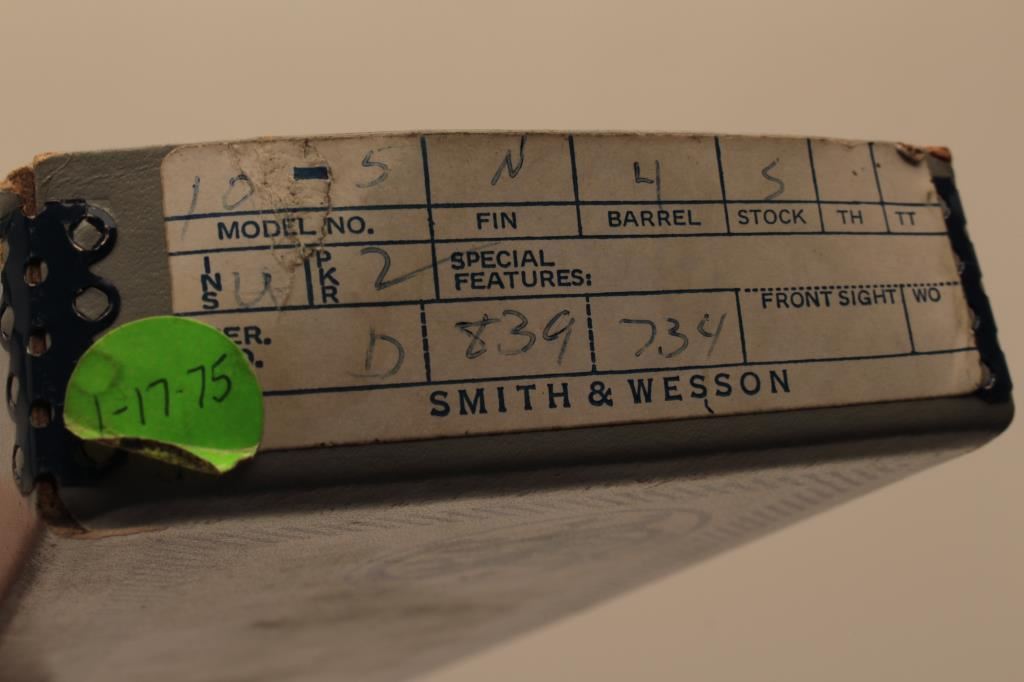 10 - 5 N 4 S
MODEL NO. FIN BARREL STOCK TH TT
INS U PKR 2 SPECIAL FEATURES:
FRONT SIGHT WO
ER. D 839 734
1-17-75
SMITH & WESSON